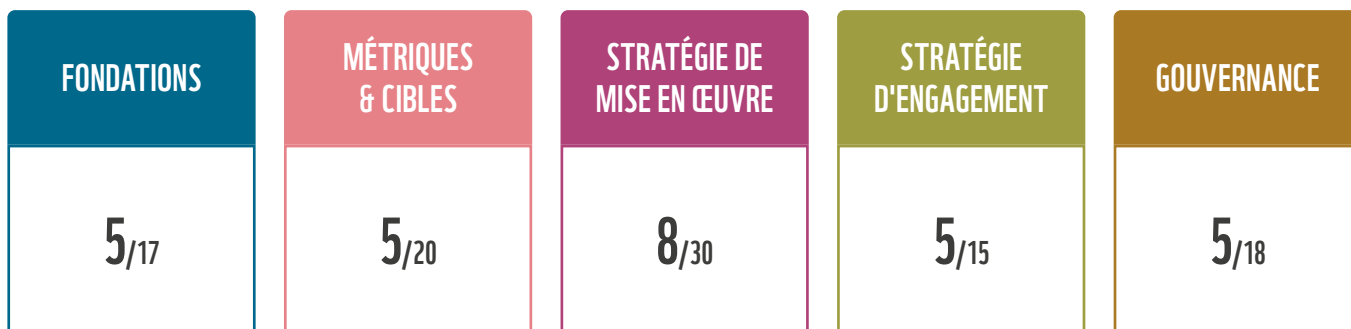 FONDATIONS
5/17
MÉTRIQUES
& CIBLES
5/20
STRATÉGIE DE
MISE EN ŒUVRE
8/30
STRATÉGIE
D'ENGAGEMENT
5/15
GOUVERNANCE
5/18